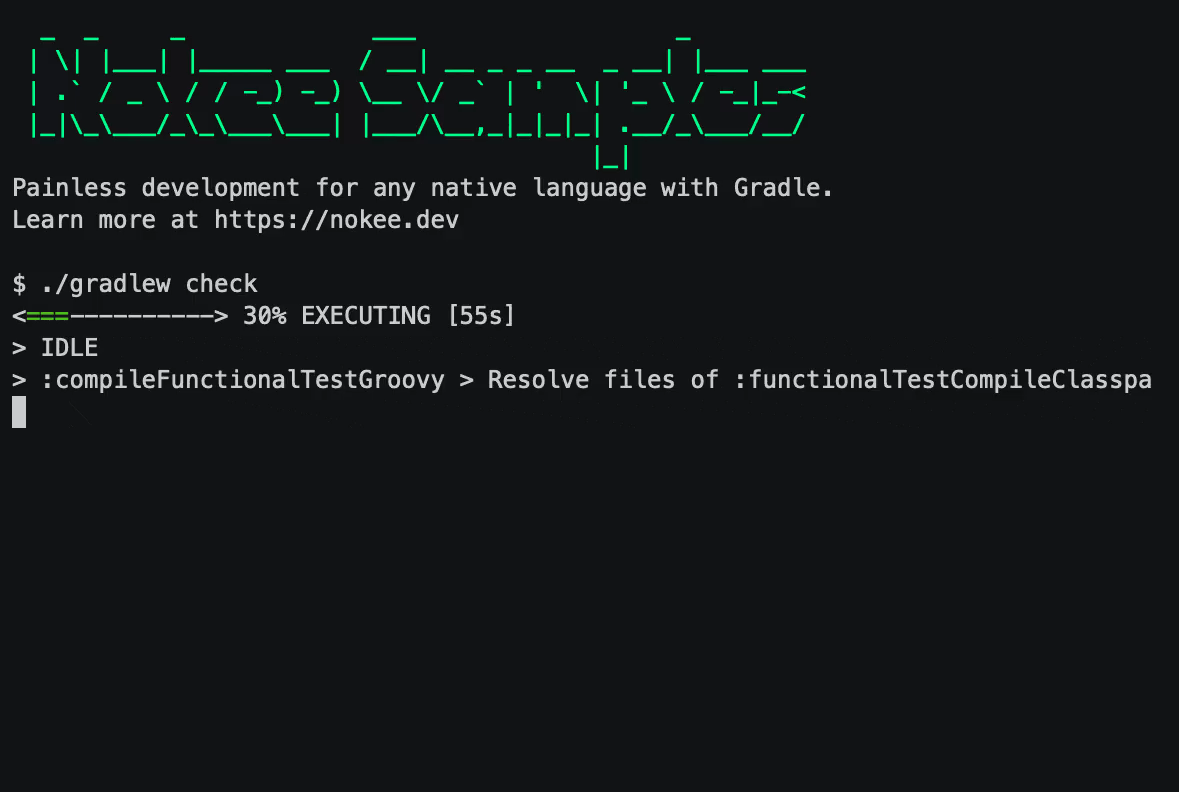 Nokee Samples
Painless development for any native language with Gradle.
Learn more at https://nokee.dev
$ ./gradlew check
<===----------> 30% EXECUTING [55s]
> IDLE
> :compileFunctionalTestGroovy > Resolve files of :functionalTestCompileClasspa